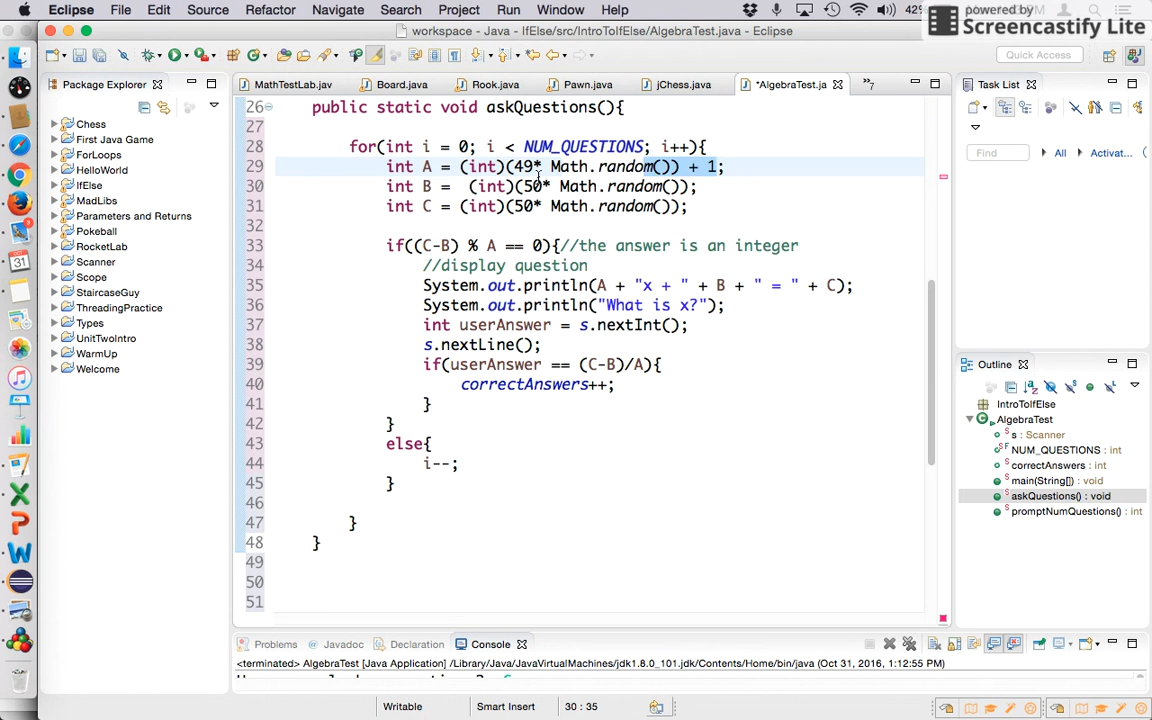 Eclipse File Edit Source Refactor Navigate Search Project Run Window Help 42%
powered by
Screencastify Lite
workspace - Java - IfElse/src/IntroToIfElse/AlgebraTest.java - Eclipse
Quick Access
Package Explorer
MathTestLab.jav Board.java Rook.java Pawn.java jChess.java *AlgebraTest.ja 7
Task List
Find All Activat...
Chess
First Java Game
ForLoops
HelloWorld
IfElse
MadLibs
Parameters and Returns
Pokeball
RocketLab
Scanner
Scope
StaircaseGuy
ThreadingPractice
Types
UnitTwoIntro
WarmUp
Welcome
26 public static void askQuestions(){
27
28 for(int i = 0; i < NUM_QUESTIONS; i++){
29 int A = (int)(49* Math.random()) + 1;
30 int B = (int)(50* Math.random());
31 int C = (int)(50* Math.random());
32
33 if((C-B) % A == 0){//the answer is an integer
34 //display question
35 System.out.println(A + "x + " + B + " = " + C);
36 System.out.println("What is x?");
37 int userAnswer = s.nextInt();
38 s.nextLine();
39 if(userAnswer == (C-B)/A){
40 correctAnswers++;
41 }
42 }
43 else{
44 i--;
45 }
46
47 }
48 }
49
50
51
Outline
IntroToIfElse
AlgebraTest
s : Scanner
NUM_QUESTIONS : int
correctAnswers : int
main(String[]) : void
askQuestions() : void
promptNumQuestions() : int
Problems Javadoc Declaration Console
<terminated> AlgebraTest [Java Application] /Library/Java/JavaVirtualMachines/jdk1.8.0_101.jdk/Contents/Home/bin/java (Oct 31, 2016, 1:12:55 PM)
Writable Smart Insert 30 : 35